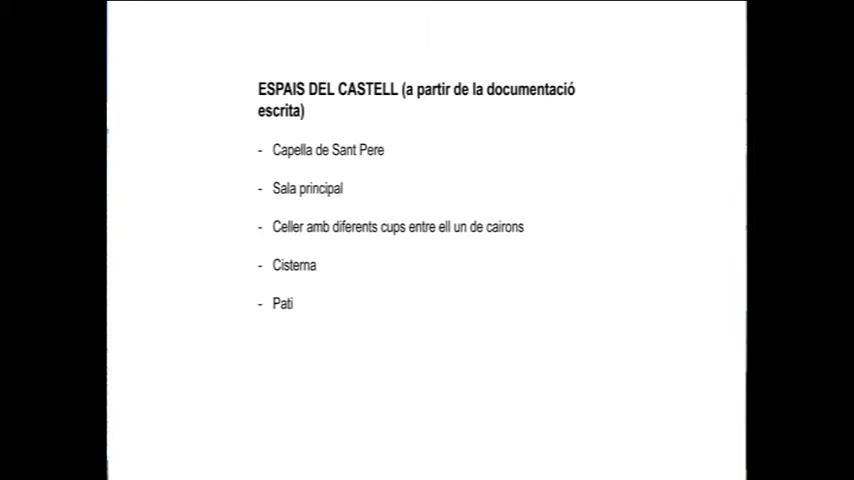 ESPAIS DEL CASTELL (a partir de la documentació
escrita)
- Capella de Sant Pere
- Sala principal
- Celler amb diferents cups entre ell un de cairons
- Cisterna
- Pati